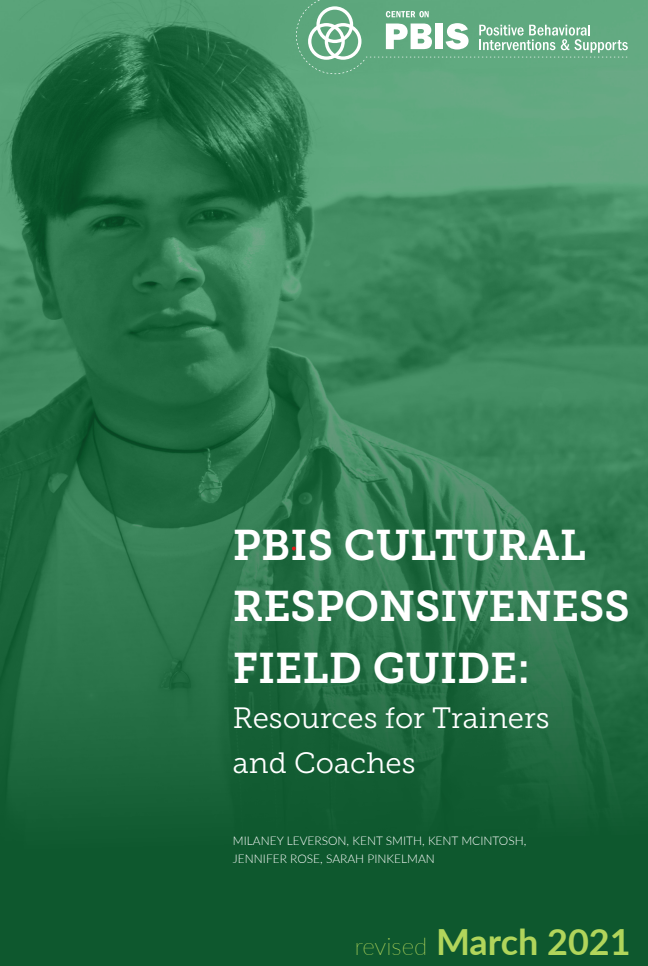 CENTER ON
PBIS Positive Behavioral
Interventions & Supports
PBIS CULTURAL
RESPONSIVENESS
FIELD GUIDE:
Resources for Trainers
and Coaches
MILANEY LEVERSON, KENT SMITH, KENT MCINTOSH,
JENNIFER ROSE, SARAH PINKELMAN
revised March 2021